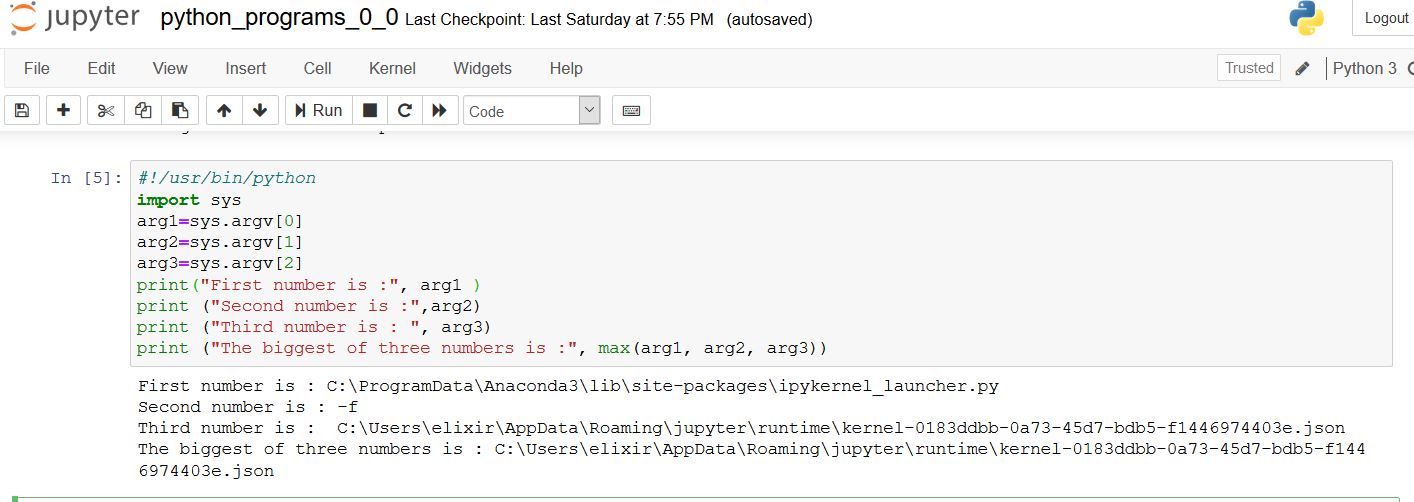 jupyter python_programs_0_0 Last Checkpoint: Last Saturday at 7:55 PM (autosaved)
Logout
File Edit View Insert Cell Kernel Widgets Help
Trusted Python 3
Run Code
In [5]: #!/usr/bin/python
import sys
arg1=sys.argv[0]
arg2=sys.argv[1]
arg3=sys.argv[2]
print("First number is :", arg1 )
print ("Second number is :",arg2)
print ("Third number is : ", arg3)
print ("The biggest of three numbers is :", max(arg1, arg2, arg3))
First number is : C:\ProgramData\Anaconda3\lib\site-packages\ipykernel_launcher.py
Second number is : -f
Third number is :  C:\Users\elixir\AppData\Roaming\jupyter\runtime\kernel-0183ddbb-0a73-45d7-bdb5-f1446974403e.json
The biggest of three numbers is : C:\Users\elixir\AppData\Roaming\jupyter\runtime\kernel-0183ddbb-0a73-45d7-bdb5-f144
6974403e.json